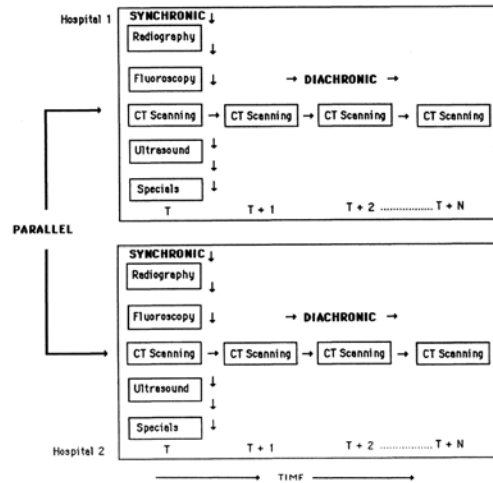 Hospital 1
SYNCHRONIC ↓
Radiography ↓
Fluoroscopy ↓ → DIACHRONIC →
CT Scanning → CT Scanning → CT Scanning → CT Scanning
Ultrasound ↓
Specials ↓
T T + 1 T + 2 ............... T + N
PARALLEL
SYNCHRONIC ↓
Radiography ↓
Fluoroscopy ↓ → DIACHRONIC →
CT Scanning → CT Scanning → CT Scanning → CT Scanning
Ultrasound ↓
Specials ↓
T T + 1 T + 2 ............... T + N
Hospital 2
TIME